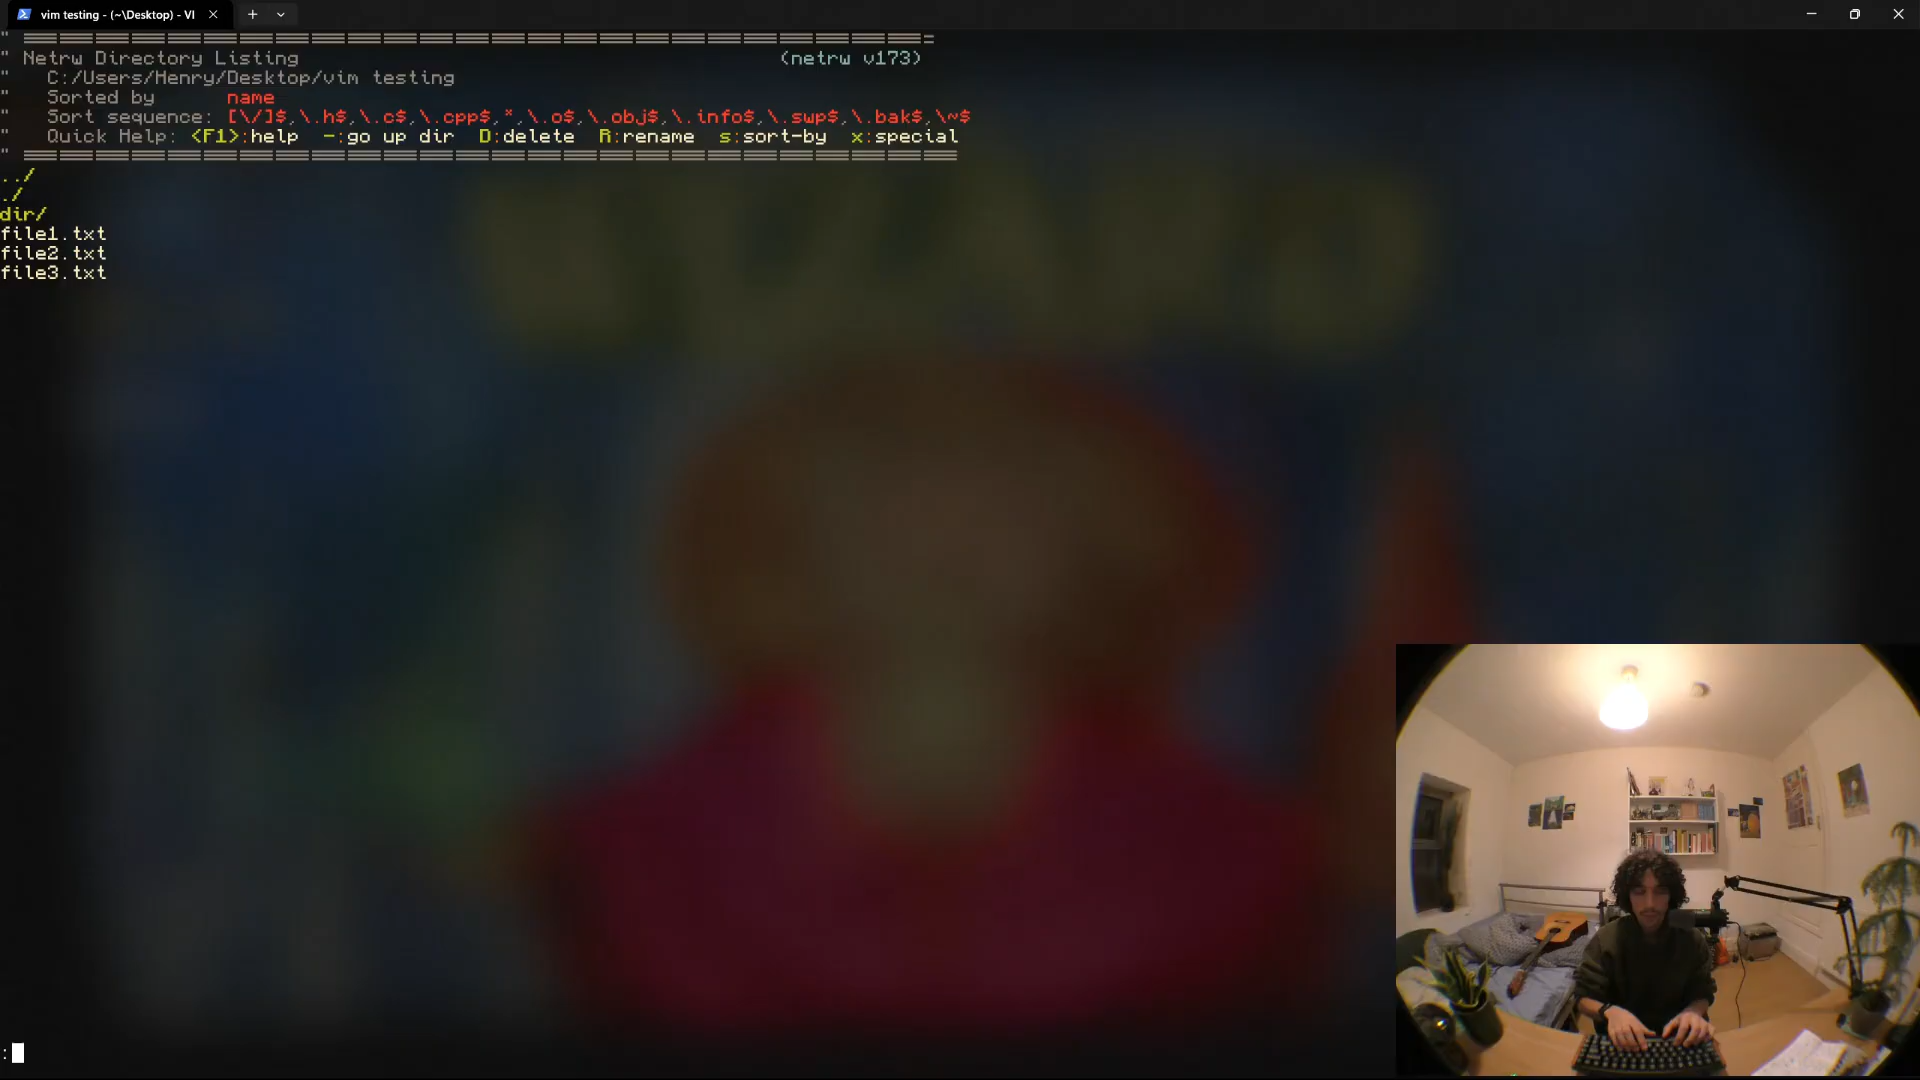 vim testing - (~\Desktop) - VI
" ============================================================================
" Netrw Directory Listing                                        (netrw v173)
"   C:/Users/Henry/Desktop/vim testing
"   Sorted by      name
"   Sort sequence: [\/]$,\.h$,\.c$,\.cpp$,*,\.o$,\.obj$,\.info$,\.swp$,\.bak$,\~$
"   Quick Help: <F1>:help  -:go up dir  D:delete  R:rename  s:sort-by  x:special
" ==============================================================================
../
./
dir/
file1.txt
file2.txt
file3.txt
: